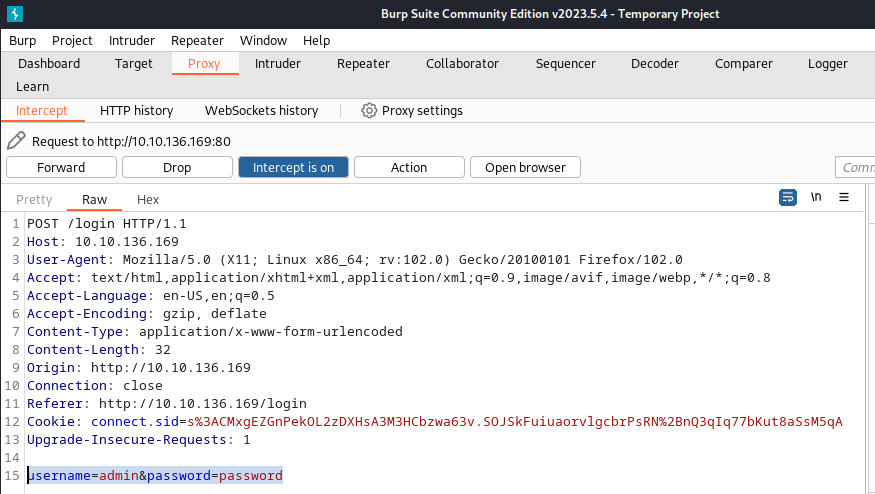 Burp Suite Community Edition v2023.5.4 - Temporary Project
Burp Project Intruder Repeater Window Help
Dashboard Target Proxy Intruder Repeater Collaborator Sequencer Decoder Comparer Logger
Learn
Intercept HTTP history WebSockets history Proxy settings
Request to http://10.10.136.169:80
Forward Drop Intercept is on Action Open browser
Pretty Raw Hex \n
1 POST /login HTTP/1.1
2 Host: 10.10.136.169
3 User-Agent: Mozilla/5.0 (X11; Linux x86_64; rv:102.0) Gecko/20100101 Firefox/102.0
4 Accept: text/html,application/xhtml+xml,application/xml;q=0.9,image/avif,image/webp,*/*;q=0.8
5 Accept-Language: en-US,en;q=0.5
6 Accept-Encoding: gzip, deflate
7 Content-Type: application/x-www-form-urlencoded
8 Content-Length: 32
9 Origin: http://10.10.136.169
10 Connection: close
11 Referer: http://10.10.136.169/login
12 Cookie: connect.sid=s%3ACMxgEZGnPekOL2zDXHsA3M3HCbzwa63v.SOJSkFuiuaorvlgcbrPsRN%2BnQ3qIq77bKut8aSsM5qA
13 Upgrade-Insecure-Requests: 1
14
15 username=admin&password=password